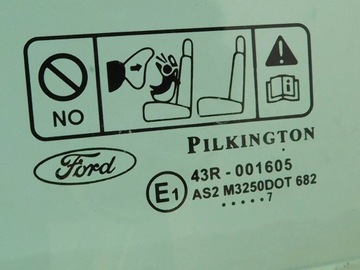 NO
PILKINGTON
Ford
43R - 001605
E1
AS2 M3250DOT 682
.....7